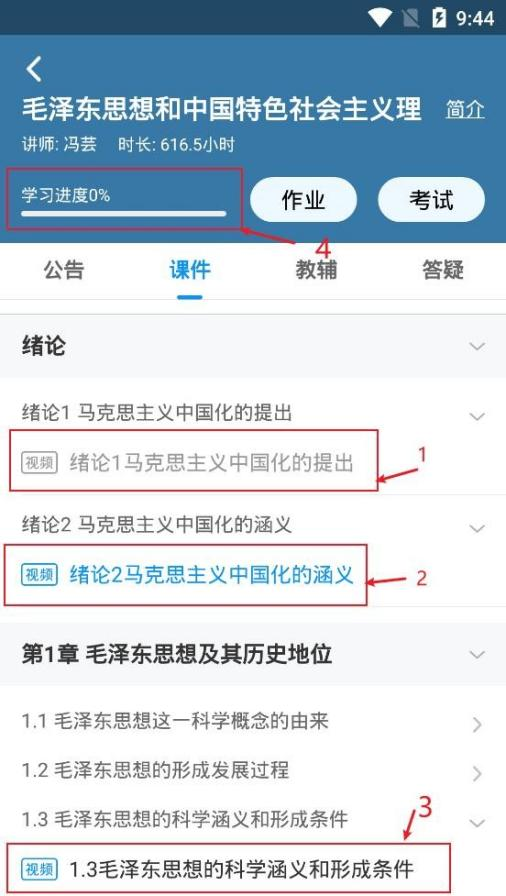 9:44
毛泽东思想和中国特色社会主义理 简介
讲师: 冯芸 时长: 616.5小时
学习进度0% 作业 考试
4
公告 课件 教辅 答疑
绪论
绪论1 马克思主义中国化的提出
视频 绪论1马克思主义中国化的提出
1
绪论2 马克思主义中国化的涵义
视频 绪论2马克思主义中国化的涵义
2
第1章 毛泽东思想及其历史地位
1.1 毛泽东思想这一科学概念的由来
1.2 毛泽东思想的形成发展过程
1.3 毛泽东思想的科学涵义和形成条件
3
视频 1.3毛泽东思想的科学涵义和形成条件